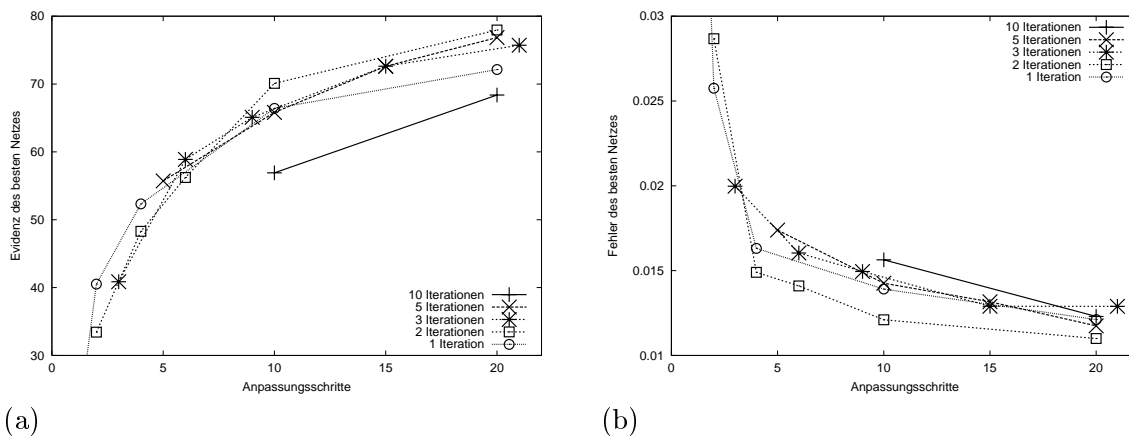 80
70
60
50
40
30
0
5
10
15
20
Evidenz des besten Netzes
Anpassungsschritte
10 Iterationen
5 Iterationen
3 Iterationen
2 Iterationen
1 Iteration
(a)
0.03
0.025
0.02
0.015
0.01
0
5
10
15
20
Fehler des besten Netzes
Anpassungsschritte
10 Iterationen
5 Iterationen
3 Iterationen
2 Iterationen
1 Iteration
(b)